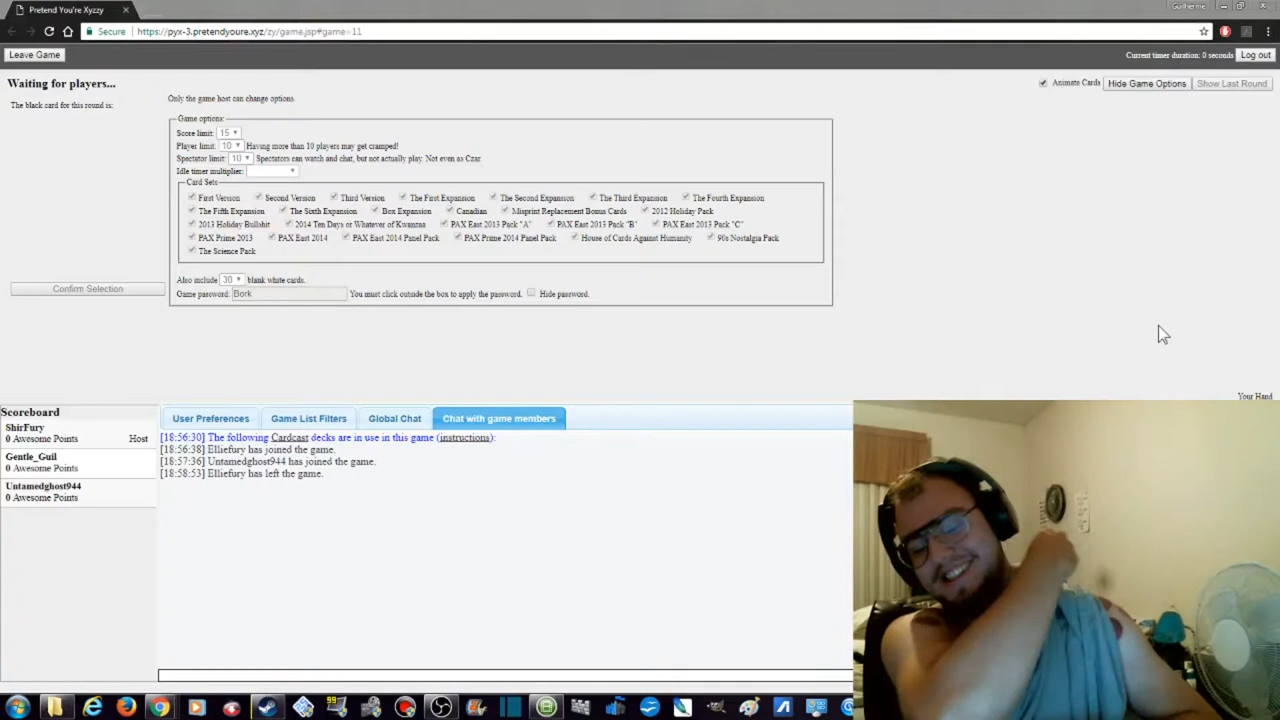 Pretend You're Xyzzy
Guilherme
Secure https://pyx-3.pretendyoure.xyz/zy/game.jsp#game=11
Leave Game
Current timer duration: 0 seconds Log out
Waiting for players...
Animate Cards Hide Game Options Show Last Round
The black card for this round is:
Only the game host can change options.
Game options:
Score limit: 15
Player limit: 10 Having more than 10 players may get cramped!
Spectator limit: 10 Spectators can watch and chat, but not actually play. Not even as Czar.
Idle timer multiplier:
Card Sets
First Version Second Version Third Version The First Expansion The Second Expansion The Third Expansion The Fourth Expansion
The Fifth Expansion The Sixth Expansion Box Expansion Canadian Misprint Replacement Bonus Cards 2012 Holiday Pack
2013 Holiday Bullshit 2014 Ten Days or Whatever of Kwanzaa PAX East 2013 Pack "A" PAX East 2013 Pack "B" PAX East 2013 Pack "C"
PAX Prime 2013 PAX East 2014 PAX East 2014 Panel Pack PAX Prime 2014 Panel Pack House of Cards Against Humanity 90s Nostalgia Pack
The Science Pack
Also include 30 blank white cards.
Confirm Selection
Game password: Bork You must click outside the box to apply the password. Hide password.
Your Hand
Scoreboard
ShirFury
0 Awesome Points Host
Gentle_Guil
0 Awesome Points
Untamedghost944
0 Awesome Points
User Preferences Game List Filters Global Chat Chat with game members
[18:56:30] The following Cardcast decks are in use in this game (instructions):
[18:56:38] Elliefury has joined the game.
[18:57:36] Untamedghost944 has joined the game.
[18:58:53] Elliefury has left the game.
99